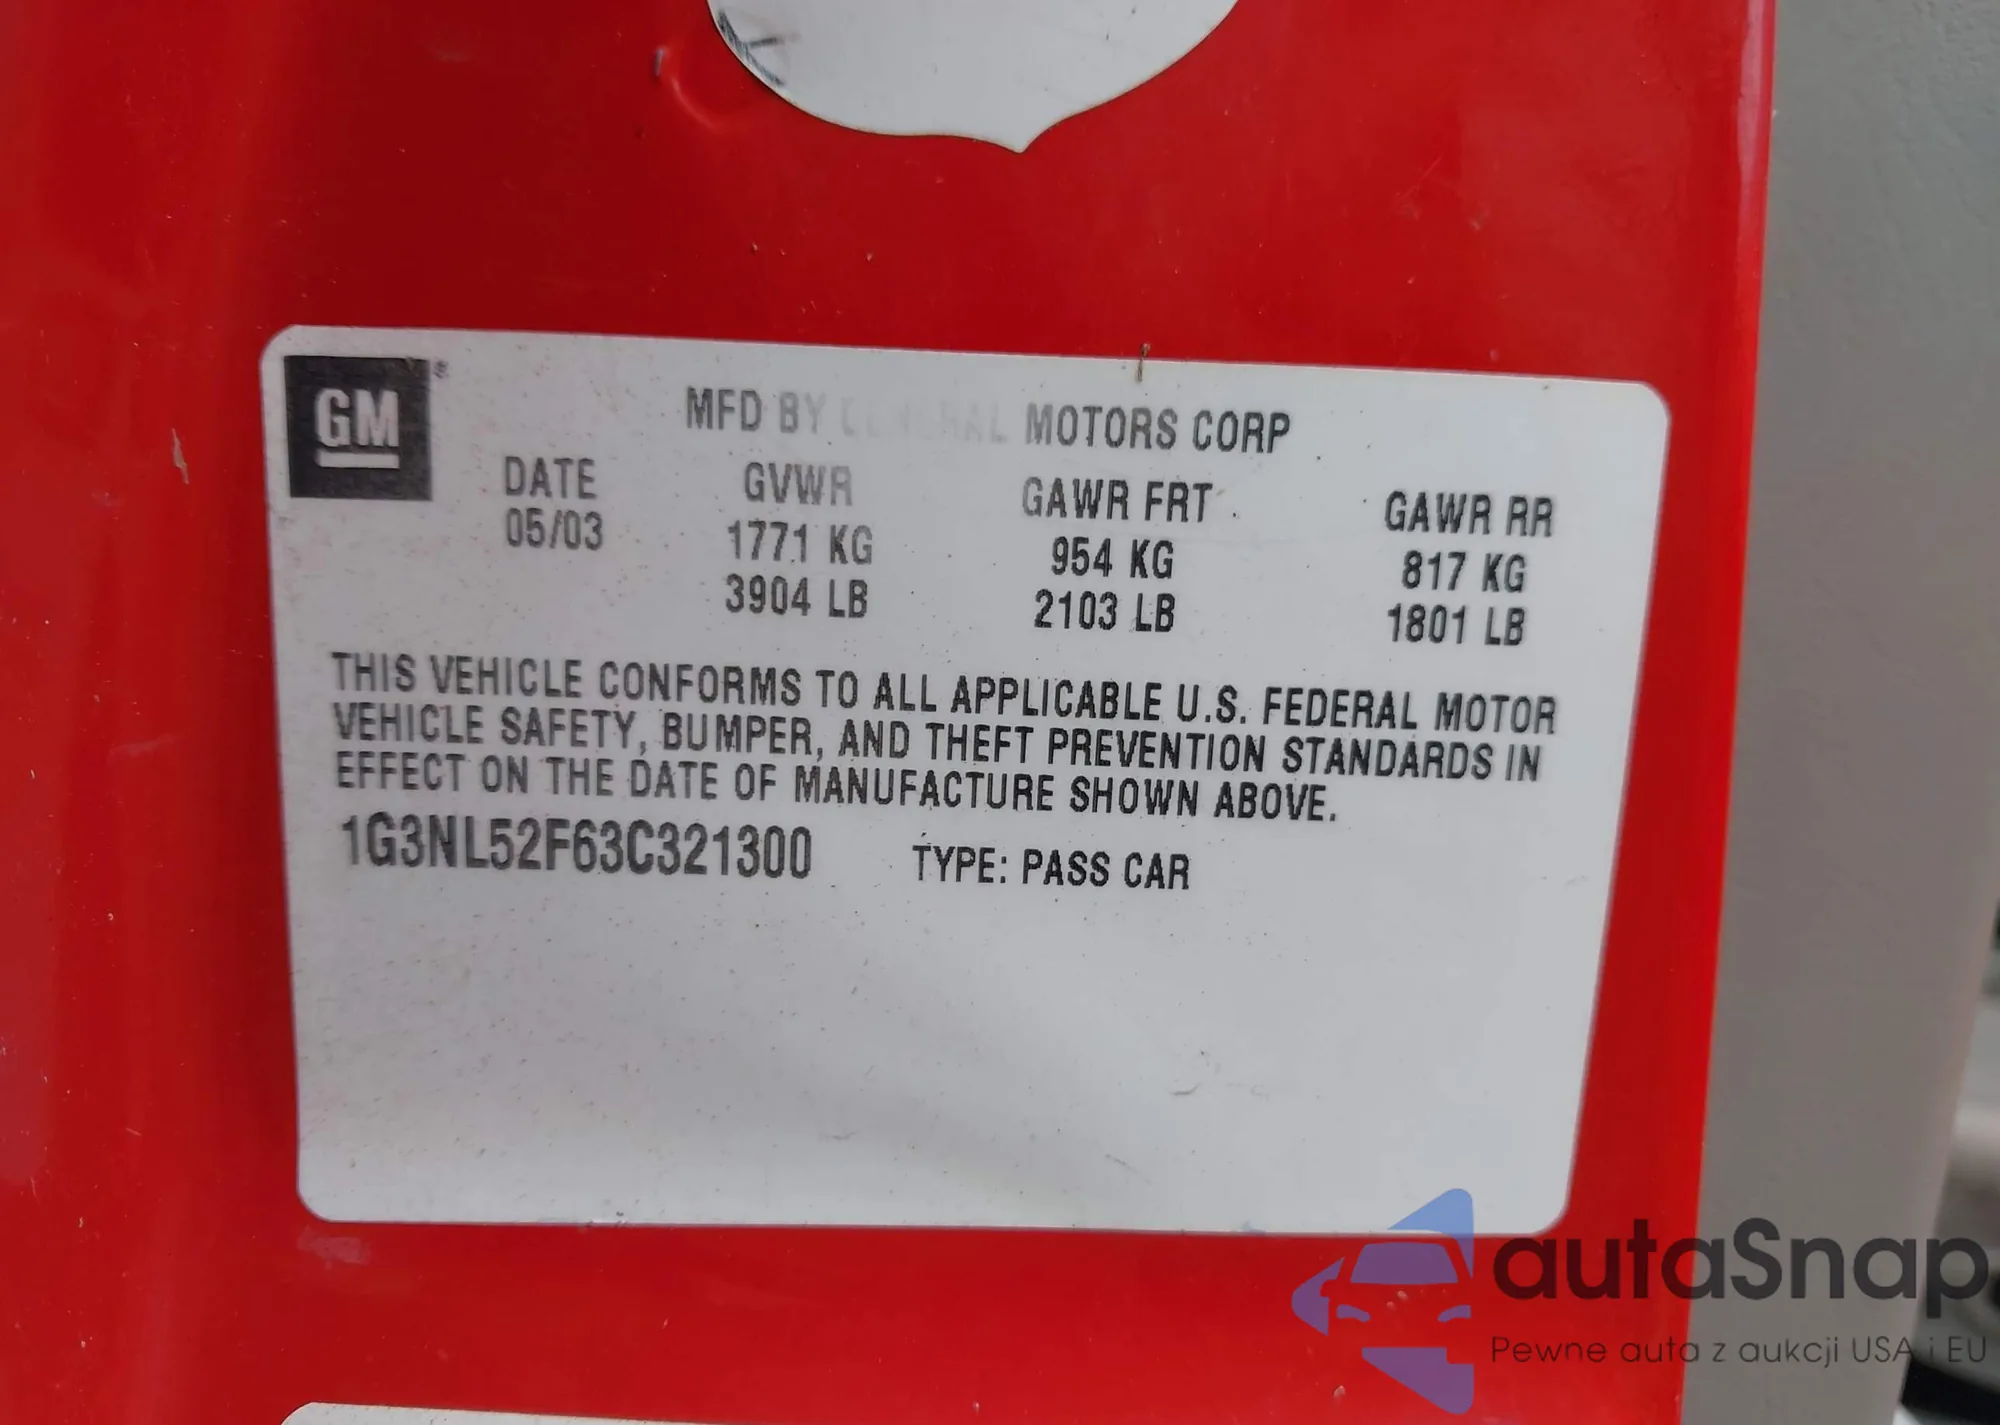 GM®
MFD BY GENERAL MOTORS CORP
DATE GVWR GAWR FRT GAWR RR
05/03 1771 KG 954 KG 817 KG
3904 LB 2103 LB 1801 LB
THIS VEHICLE CONFORMS TO ALL APPLICABLE U.S. FEDERAL MOTOR
VEHICLE SAFETY, BUMPER, AND THEFT PREVENTION STANDARDS IN
EFFECT ON THE DATE OF MANUFACTURE SHOWN ABOVE.
1G3NL52F63C321300 TYPE: PASS CAR
autaSnap
Pewne auta z aukcji USA i EU